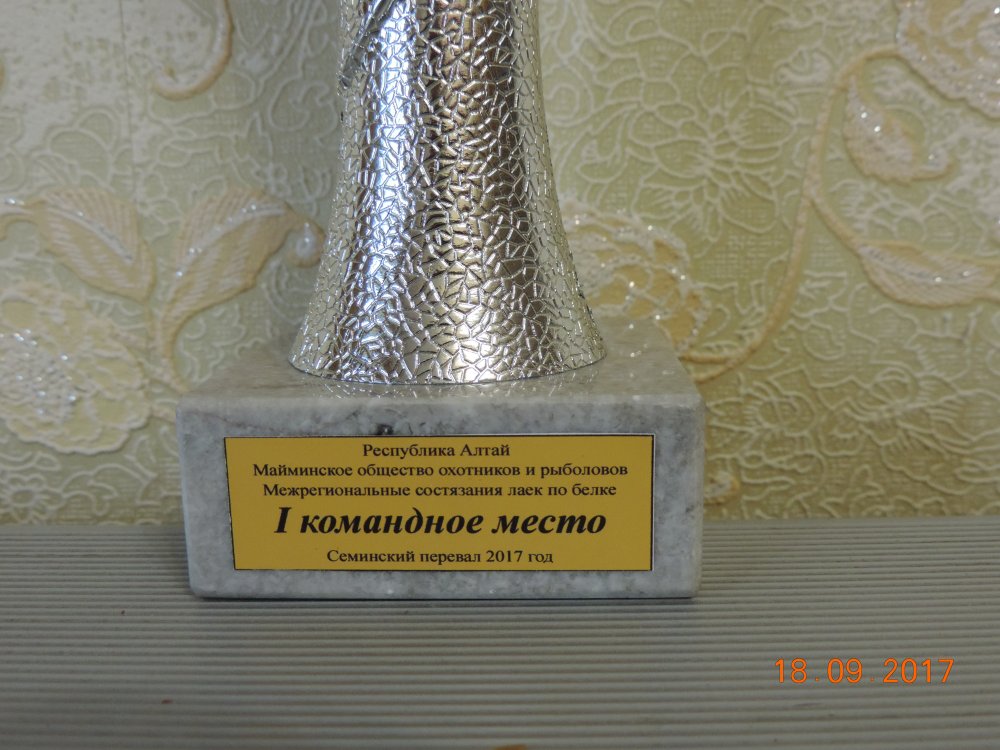 Республика Алтай
Майминское общество охотников и рыболовов
Межрегиональные состязания лаек по белке
I командное место
Семинский перевал 2017 год
18.09.2017